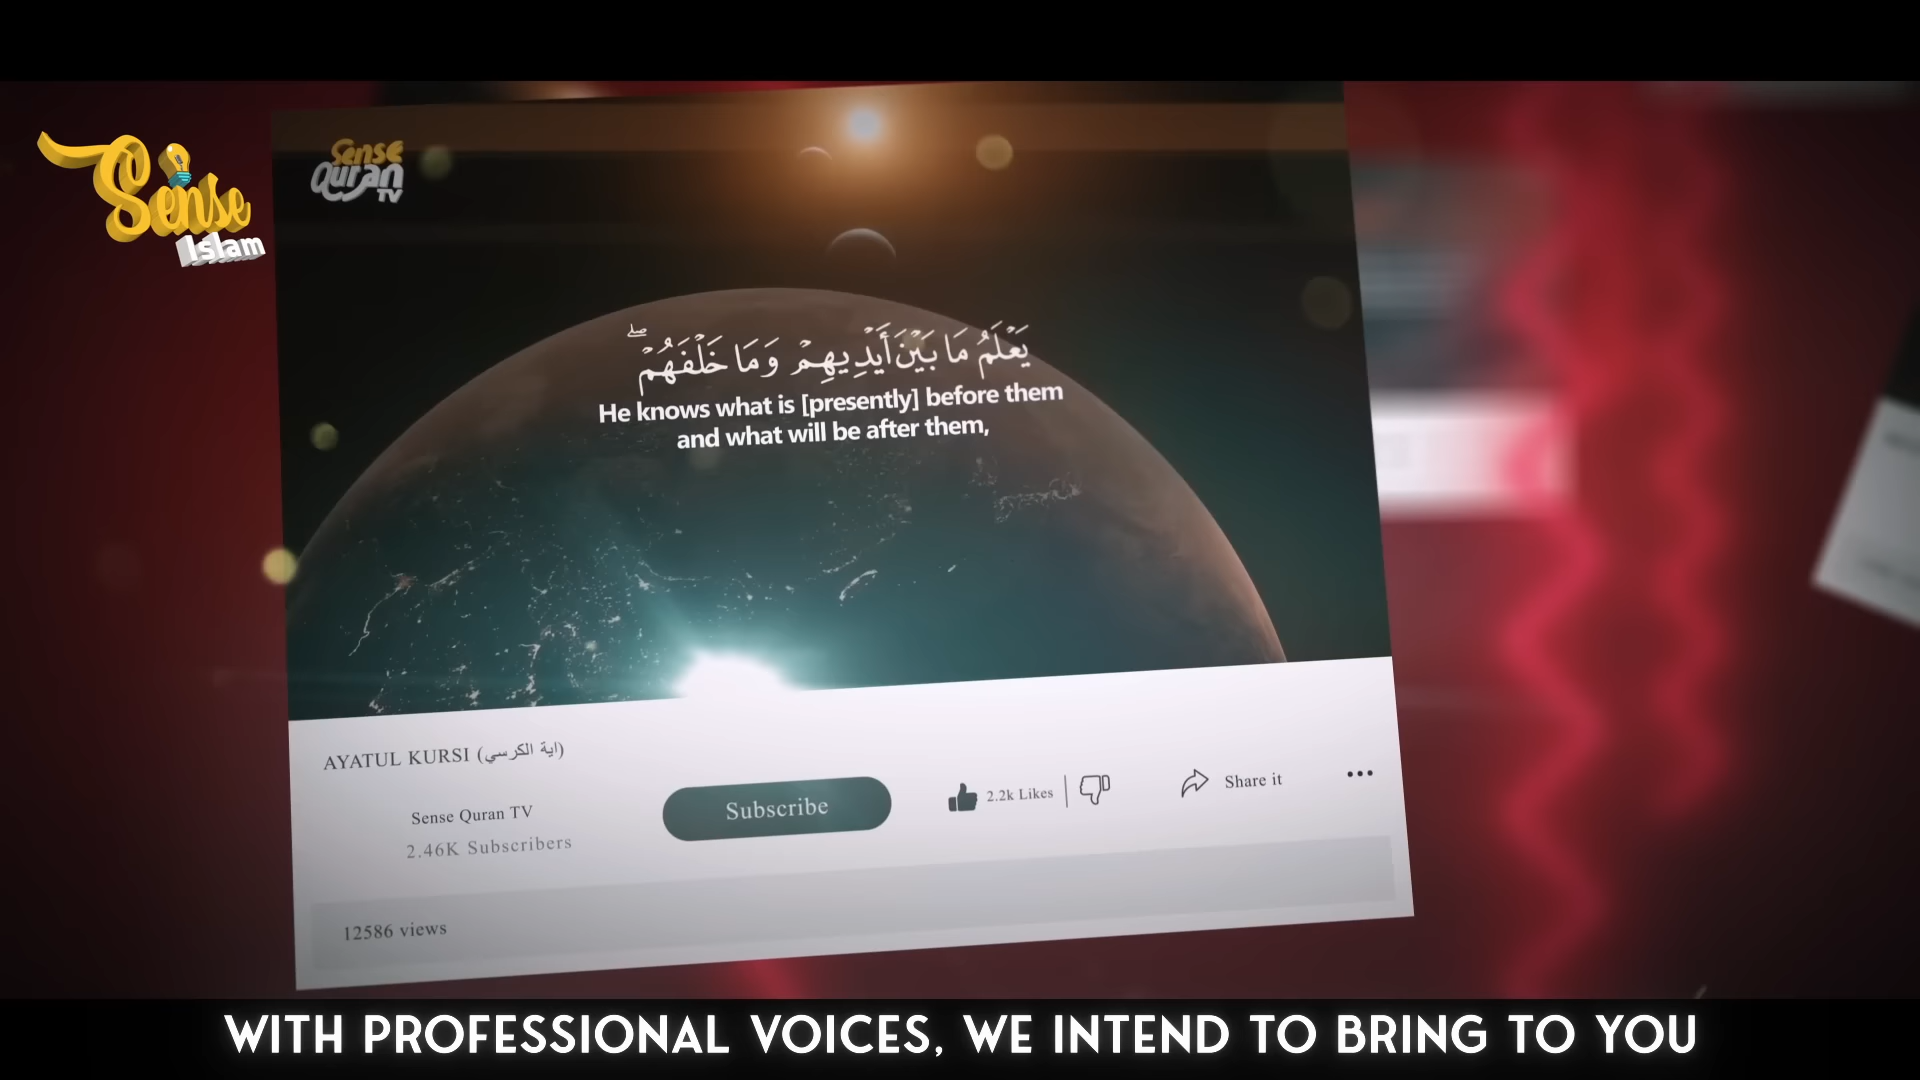 Sense
Islam
Sense
Quran
TV
يَعْلَمُ مَا بَيْنَ أَيْدِيهِمْ وَمَا خَلْفَهُمْ ۖ
He knows what is [presently] before them
and what will be after them,
AYATUL KURSI (اية الكرسي)
Sense Quran TV
2.46K Subscribers
Subscribe
2.2k Likes
Share it
12586 views
WITH PROFESSIONAL VOICES, WE INTEND TO BRING TO YOU